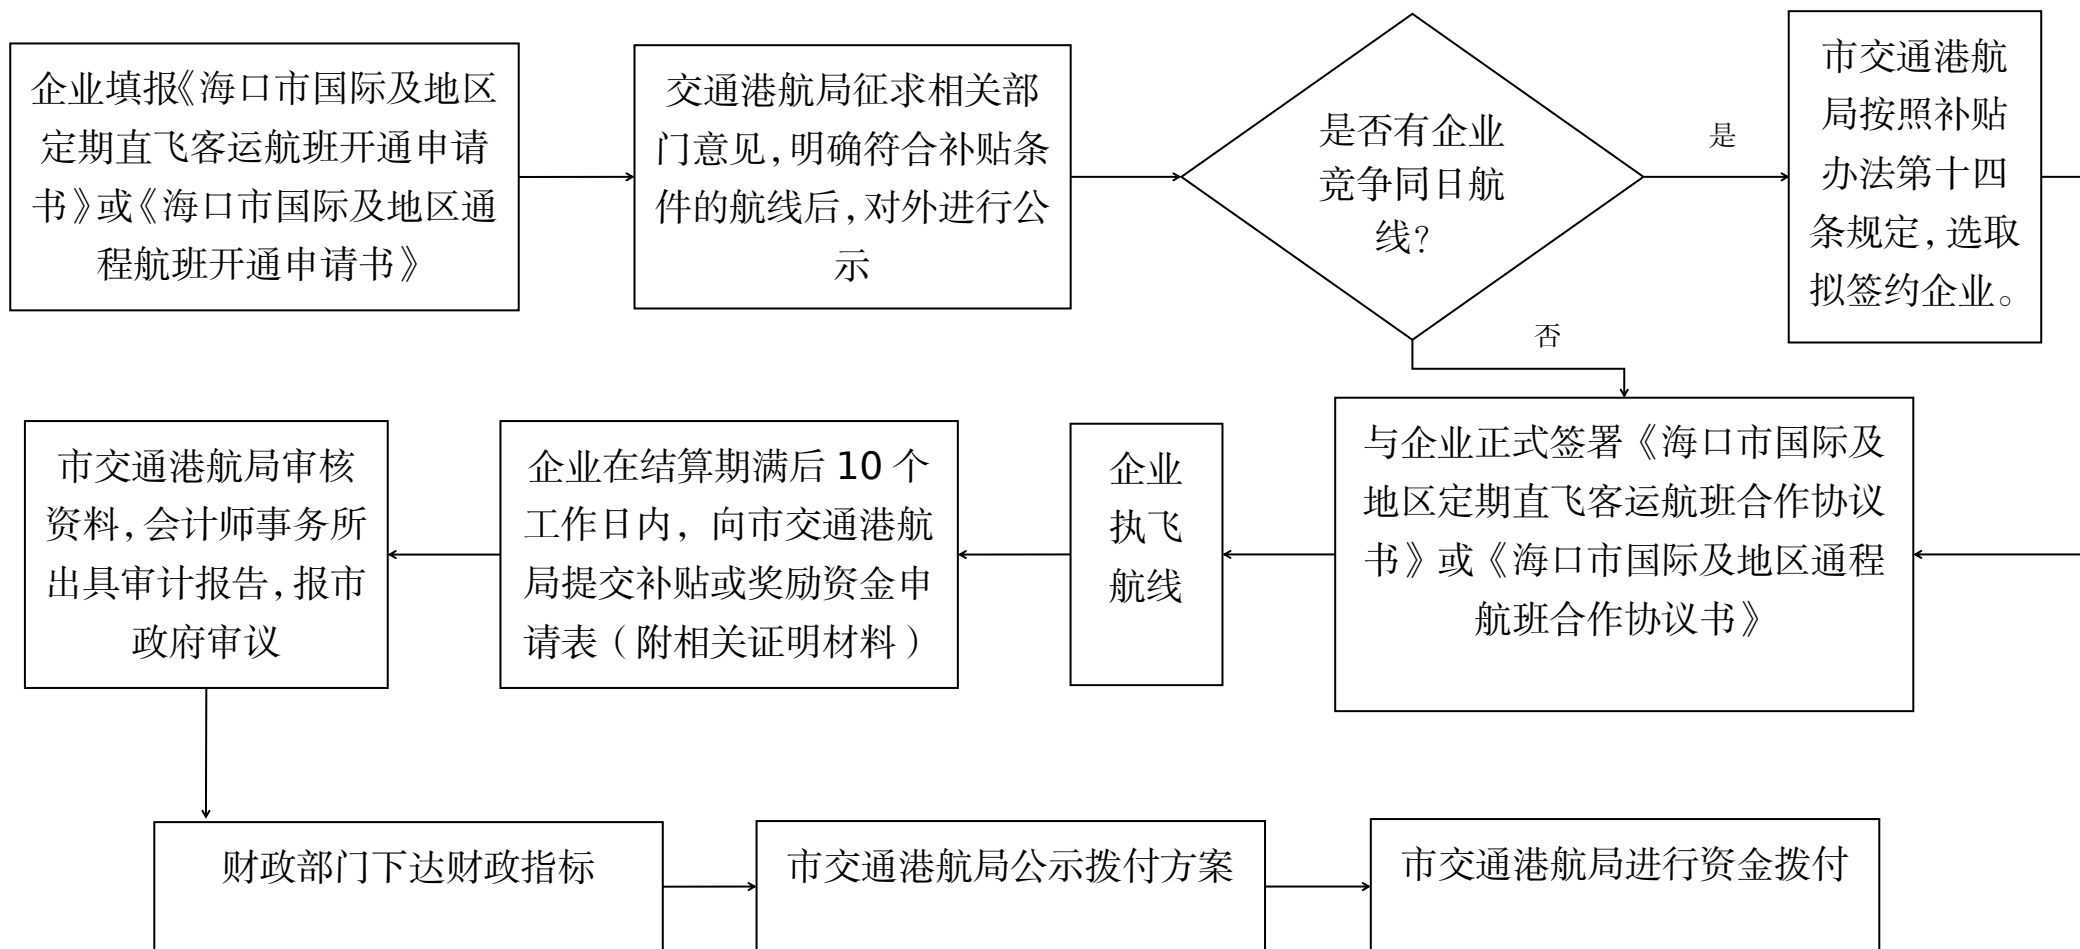 企业填报《海口市国际及地区
定期直飞客运航班开通申请
书》或《海口市国际及地区通
程航班开通申请书》
交通港航局征求相关部
门意见,明确符合补贴条
件的航线后,对外进行公
示
是否有企业
竞争同日航
线?
是
市交通港航
局按照补贴
办法第十四
条规定,选取
拟签约企业。
否
与企业正式签署《海口市国际及
地区定期直飞客运航班合作协议
书》或《海口市国际及地区通程
航班合作协议书》
企业
执飞
航线
企业在结算期满后 10 个
工作日内,向市交通港航
局提交补贴或奖励资金申
请表(附相关证明材料)
市交通港航局审核
资料,会计师事务所
出具审计报告,报市
政府审议
财政部门下达财政指标
市交通港航局公示拨付方案
市交通港航局进行资金拨付